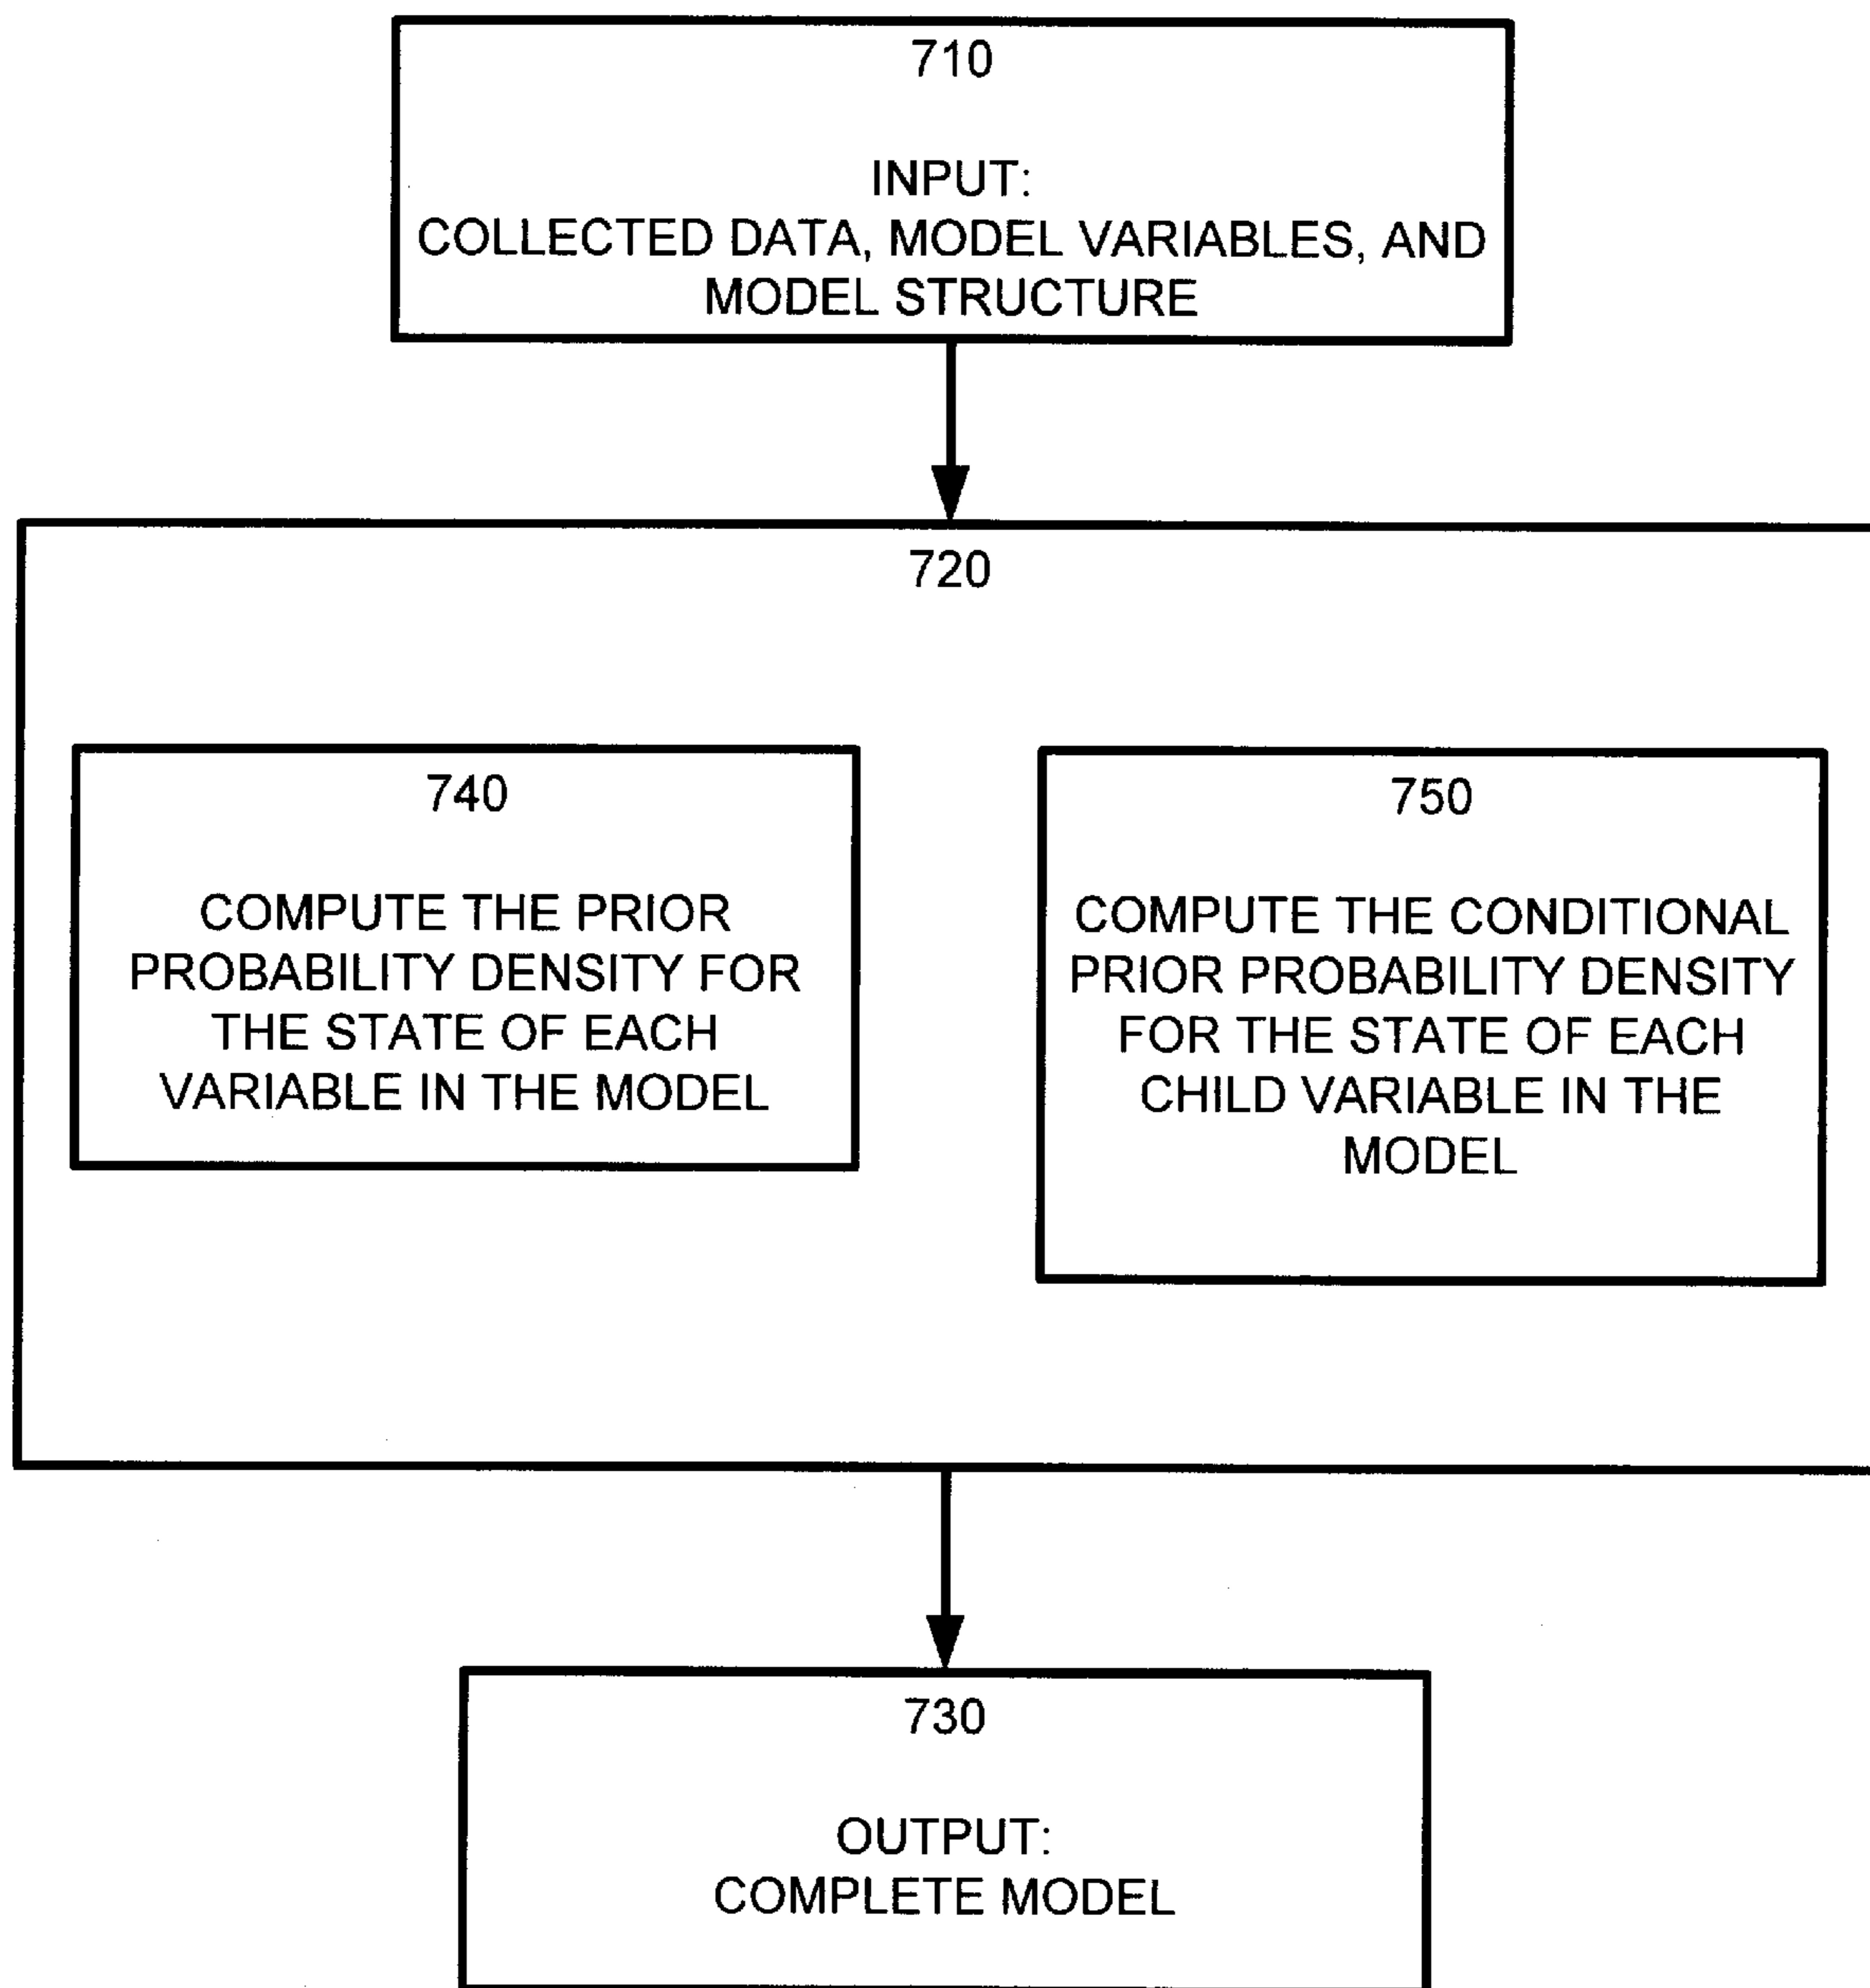 710
INPUT:
COLLECTED DATA, MODEL VARIABLES, AND
MODEL STRUCTURE
720
740
COMPUTE THE PRIOR
PROBABILITY DENSITY FOR
THE STATE OF EACH
VARIABLE IN THE MODEL
750
COMPUTE THE CONDITIONAL
PRIOR PROBABILITY DENSITY
FOR THE STATE OF EACH
CHILD VARIABLE IN THE
MODEL
730
OUTPUT:
COMPLETE MODEL